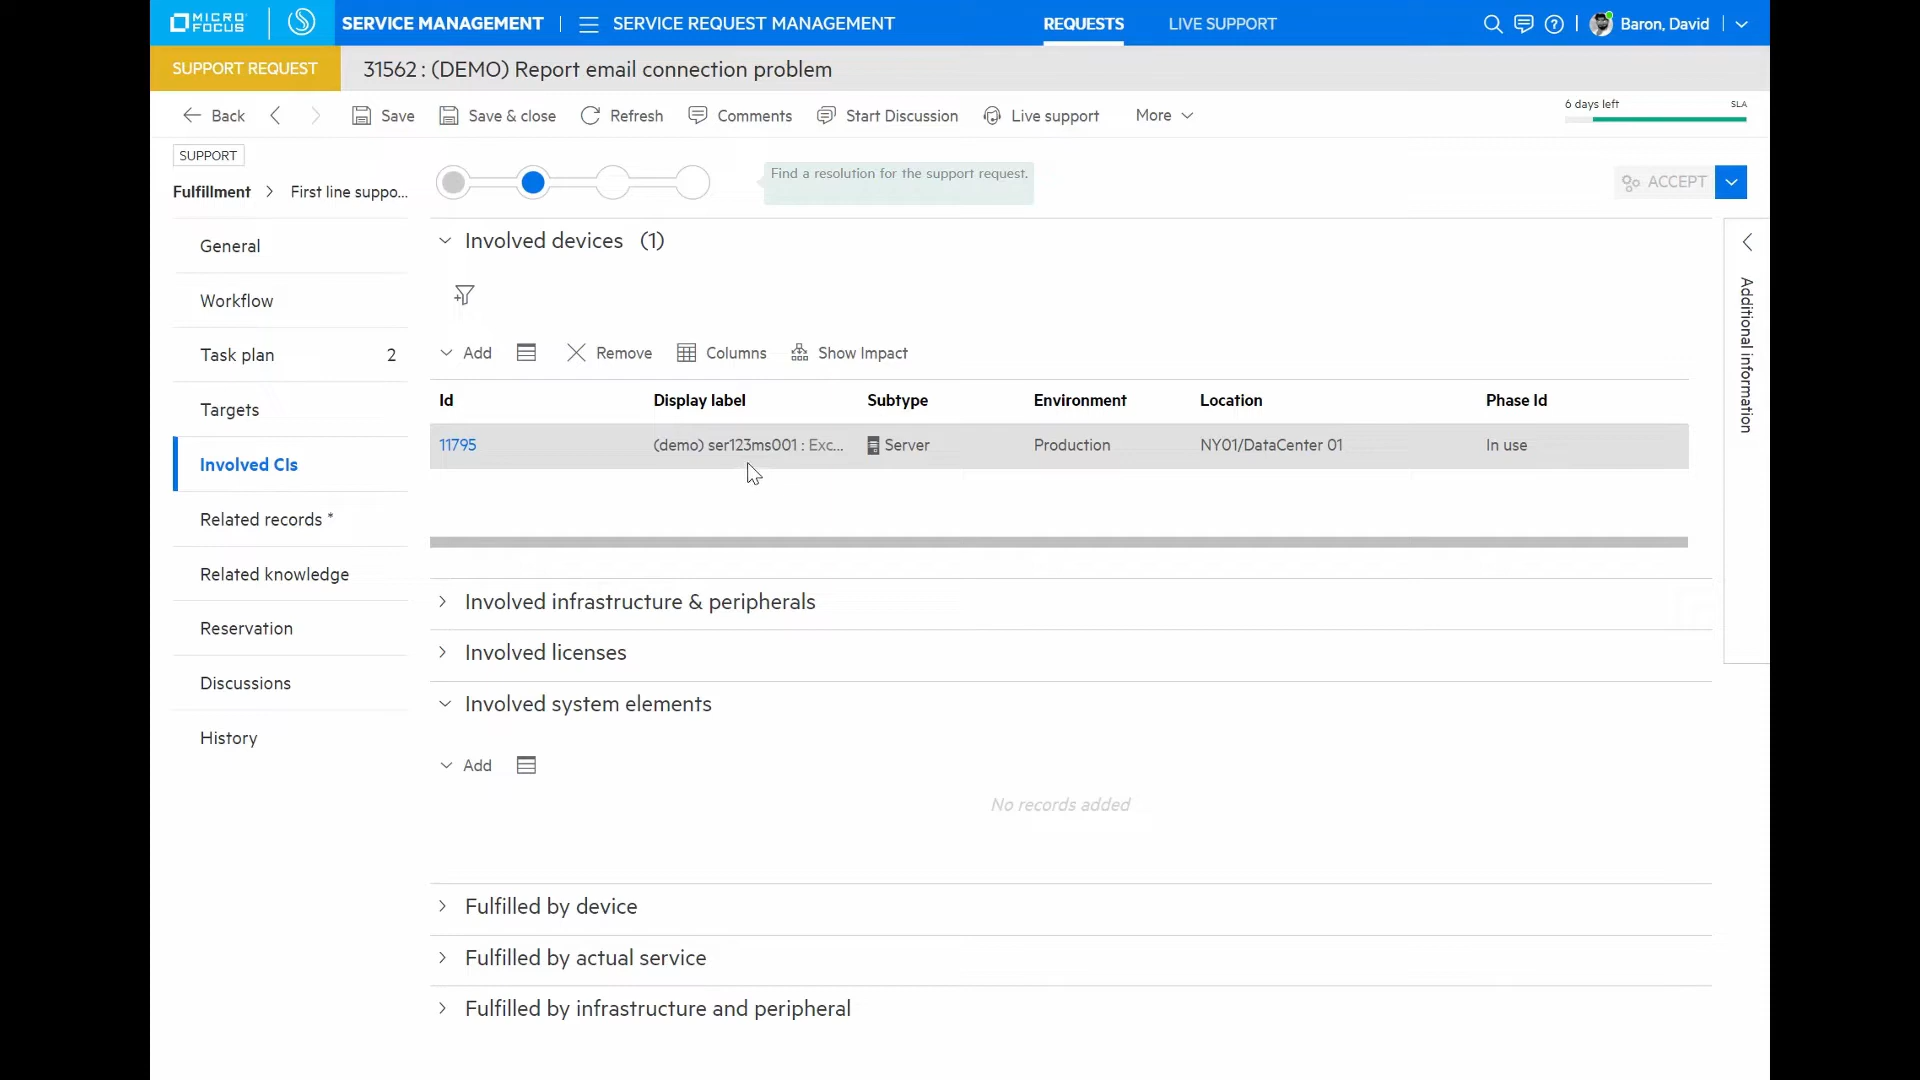 MICRO FOCUS
SERVICE MANAGEMENT
SERVICE REQUEST MANAGEMENT
REQUESTS
LIVE SUPPORT
Baron, David
SUPPORT REQUEST
31562 : (DEMO) Report email connection problem
Back
Save
Save & close
Refresh
Comments
Start Discussion
Live support
More
6 days left
SLA
SUPPORT
Fulfillment > First line suppo...
Find a resolution for the support request.
ACCEPT
General
Workflow
Task plan 2
Targets
Involved CIs
Related records *
Related knowledge
Reservation
Discussions
History
Involved devices (1)
Add
Remove
Columns
Show Impact
Id Display label Subtype Environment Location Phase Id
11795 (demo) ser123ms001 : Exc... Server Production NY01/DataCenter 01 In use
Involved infrastructure & peripherals
Involved licenses
Involved system elements
Add
No records added
Fulfilled by device
Fulfilled by actual service
Fulfilled by infrastructure and peripheral
Additional information